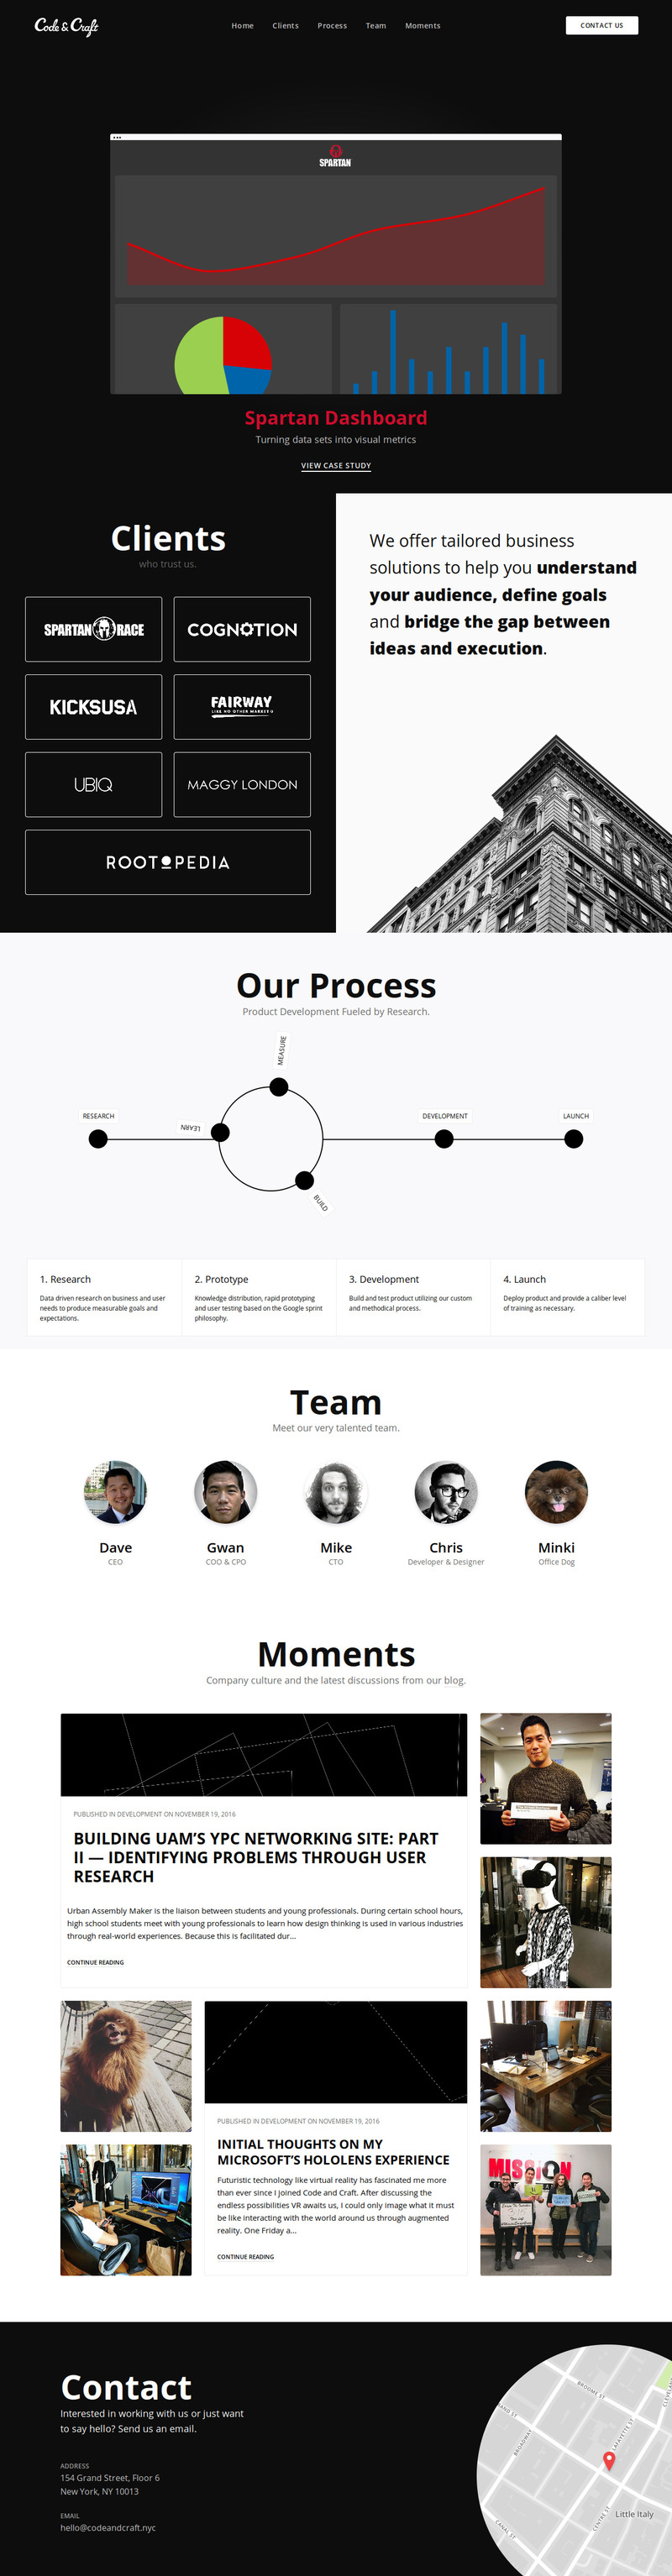 Code & Craft
Home Clients Process Team Moments
CONTACT US
SPARTAN
Spartan Dashboard
Turning data sets into visual metrics
VIEW CASE STUDY
Clients
who trust us.
SPARTAN RACE
COGNOTION
KICKSUSA
FAIRWAY
LIKE NO OTHER MARKET
UBIQ
MAGGY LONDON
ROOTOPEDIA
We offer tailored business
solutions to help you understand
your audience, define goals
and bridge the gap between
ideas and execution.
Our Process
Product Development Fueled by Research.
MEASURE
RESEARCH
LEARN
DEVELOPMENT
LAUNCH
BUILD
1. Research
Data driven research on business and user
needs to produce measurable goals and
expectations.
2. Prototype
Knowledge distribution, rapid prototyping
and user testing based on the Google sprint
philosophy.
3. Development
Build and test product utilizing our custom
and methodical process.
4. Launch
Deploy product and provide a caliber level
of training as necessary.
Team
Meet our very talented team.
Dave
CEO
Gwan
COO & CPO
Mike
CTO
Chris
Developer & Designer
Minki
Office Dog
Moments
Company culture and the latest discussions from our blog.
PUBLISHED IN DEVELOPMENT ON NOVEMBER 19, 2016
BUILDING UAM'S YPC NETWORKING SITE: PART
II — IDENTIFYING PROBLEMS THROUGH USER
RESEARCH
Urban Assembly Maker is the liaison between students and young professionals. During certain school hours,
high school students meet with young professionals to learn how design thinking is used in various industries
through real-world experiences. Because this is facilitated dur...
CONTINUE READING
PUBLISHED IN DEVELOPMENT ON NOVEMBER 19, 2016
INITIAL THOUGHTS ON MY
MICROSOFT'S HOLOLENS EXPERIENCE
Futuristic technology like virtual reality has fascinated me more
than ever since I joined Code and Craft. After discussing the
endless possibilities VR awaits us, I could only image what it must
be like interacting with the world around us through augmented
reality. One Friday a...
CONTINUE READING
MISSION
Contact
Interested in working with us or just want
to say hello? Send us an email.
ADDRESS
154 Grand Street, Floor 6
New York, NY 10013
EMAIL
hello@codeandcraft.nyc
BROOME ST
LAFAYETTE ST
BROADWAY
CENTRE ST
CANAL ST
Little Italy